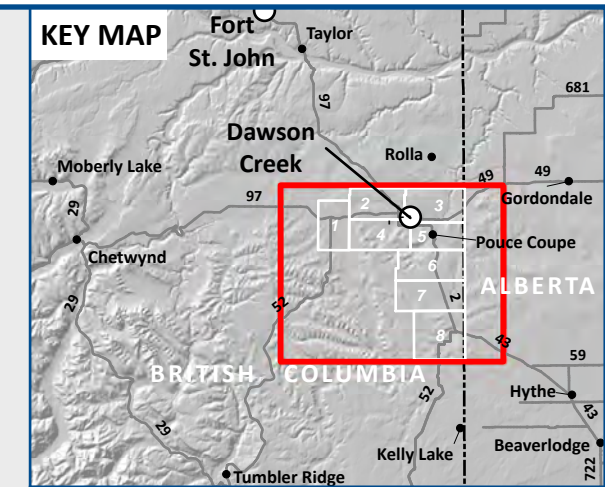 KEY MAP
Fort
St. John
Taylor
97
681
Dawson
Creek
Rolla
Moberly Lake
49
49
Gordondale
97
29
2
3
1
4
5
Pouce Coupe
Chetwynd
6
ALBERTA
29
52
7
2
8
43
59
BRITISH COLUMBIA
52
Hythe
43
29
Kelly Lake
Beaverlodge
Tumbler Ridge
722